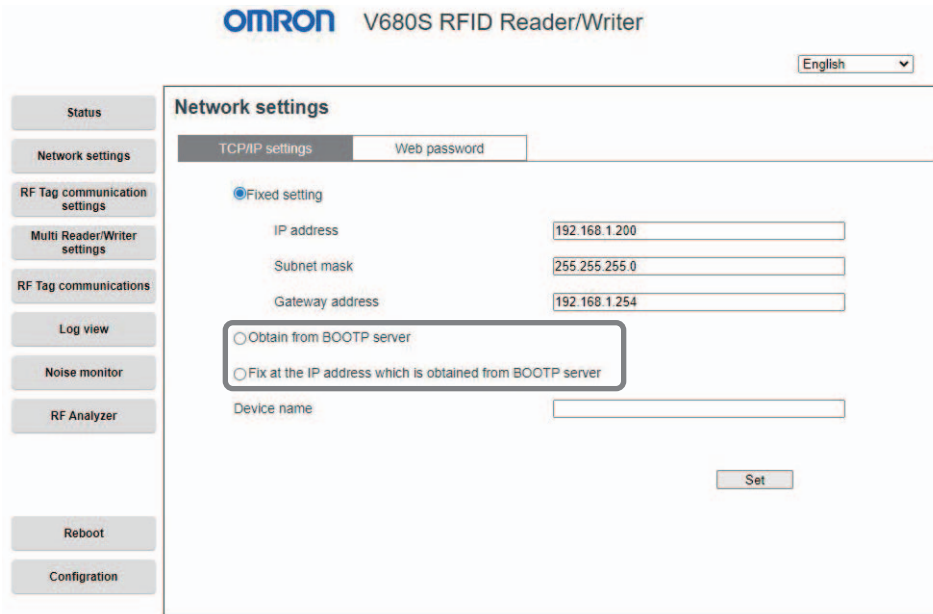 OMRON V680S RFID Reader/Writer
English
Status
Network settings
RF Tag communication
settings
Multi Reader/Writer
settings
RF Tag communications
Log view
Noise monitor
RF Analyzer
Reboot
Configration
Network settings
TCP/IP settings Web password
Fixed setting
IP address 192.168.1.200
Subnet mask 255.255.255.0
Gateway address 192.168.1.254
Obtain from BOOTP server
Fix at the IP address which is obtained from BOOTP server
Device name
Set